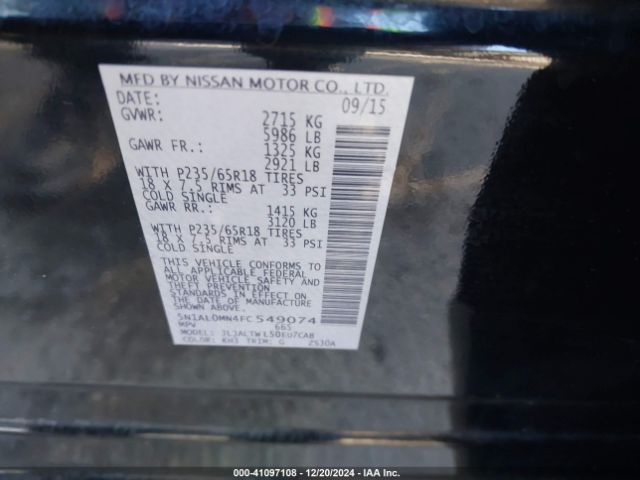 MFD BY NISSAN MOTOR CO., LTD.
DATE: 09/15
GVWR: 2715 KG
5986 LB
GAWR FR.: 1325 KG
2921 LB
WITH P235/65R18 TIRES
18 X 7.5 RIMS AT 33 PSI
COLD SINGLE
GAWR RR.: 1415 KG
3120 LB
WITH P235/65R18 TIRES
18 X 7.5 RIMS AT 33 PSI
COLD SINGLE
THIS VEHICLE CONFORMS TO
ALL APPLICABLE FEDERAL
MOTOR VEHICLE SAFETY AND
THEFT PREVENTION
STANDARDS IN EFFECT ON THE
DATE OF MANUFACTURE
SHOWN ABOVE.
5N1AL0MN4FC549074
MPV 665
MODEL: JLJALTWL50EU7CAB
COLOR: KH3 TRIM: G 2530A
000-41097108 - 12/20/2024 - IAA Inc.